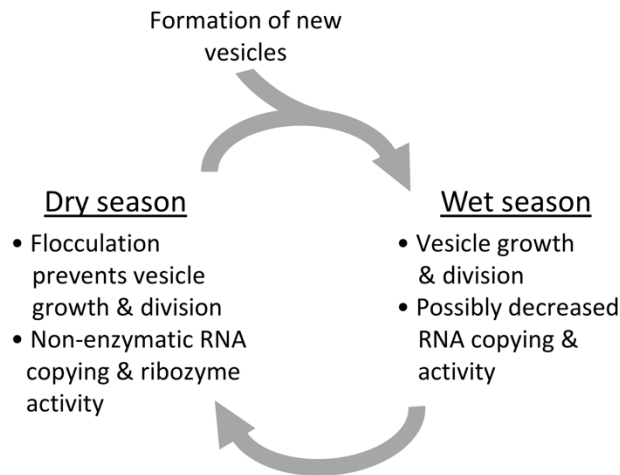 Formation of new
vesicles
Dry season
• Flocculation
prevents vesicle
growth & division
• Non-enzymatic RNA
copying & ribozyme
activity
Wet season
• Vesicle growth
& division
• Possibly decreased
RNA copying &
activity